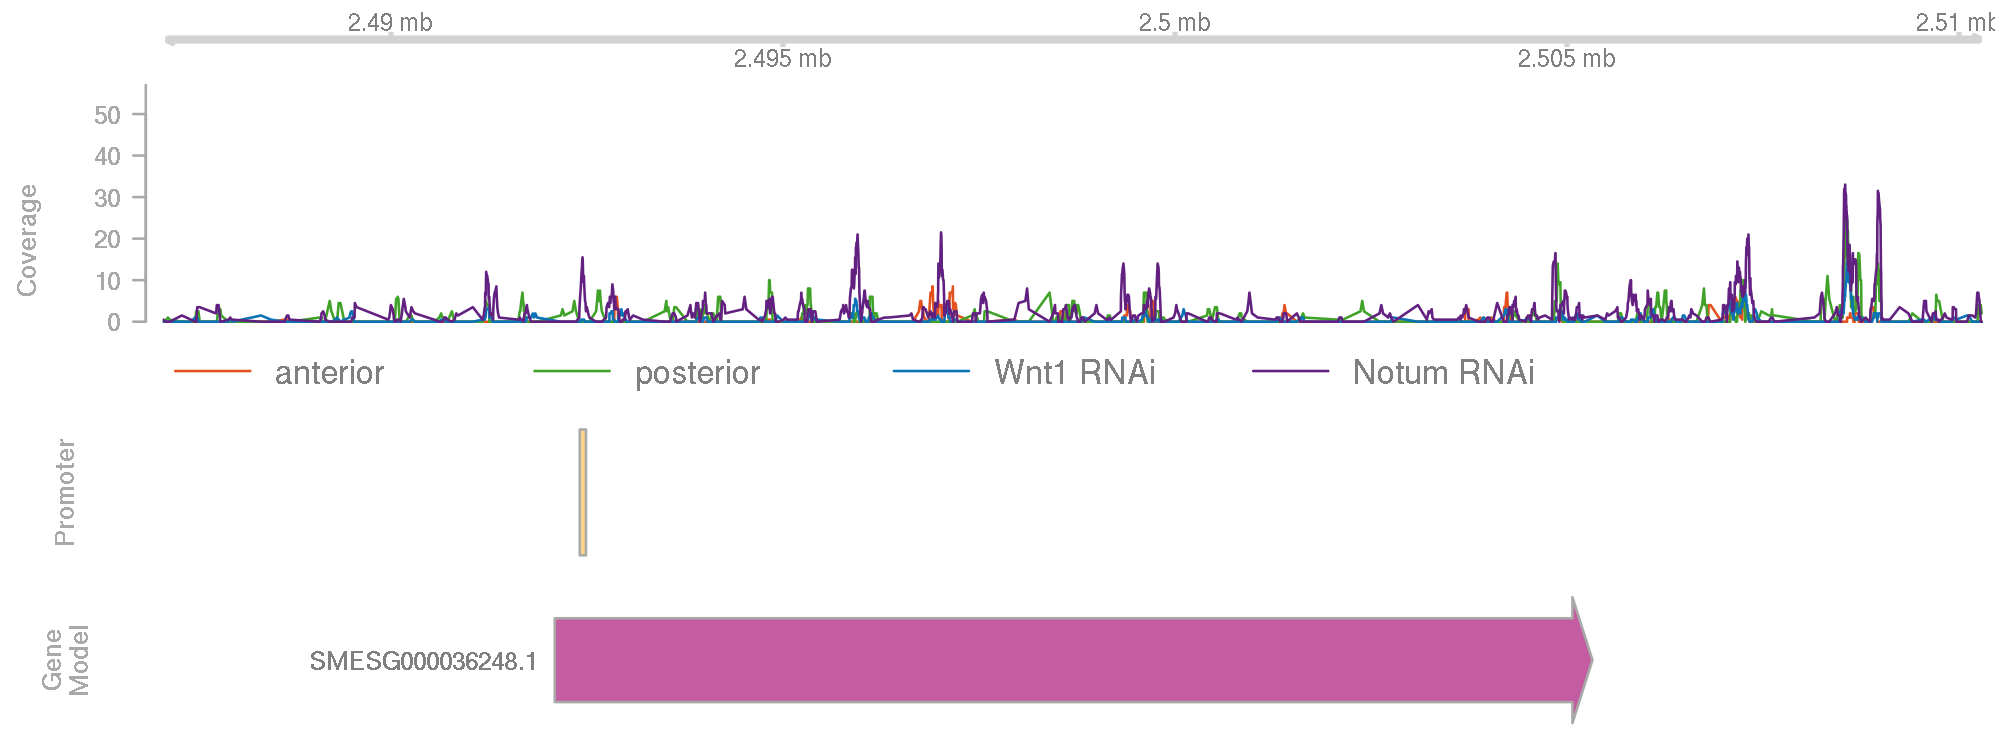 2.49 mb
2.5 mb
2.51 mb
2.495 mb
2.505 mb
Coverage
50
40
30
20
10
0
anterior
posterior
Wnt1 RNAi
Notum RNAi
Promoter
Gene
Model
SMESG000036248.1